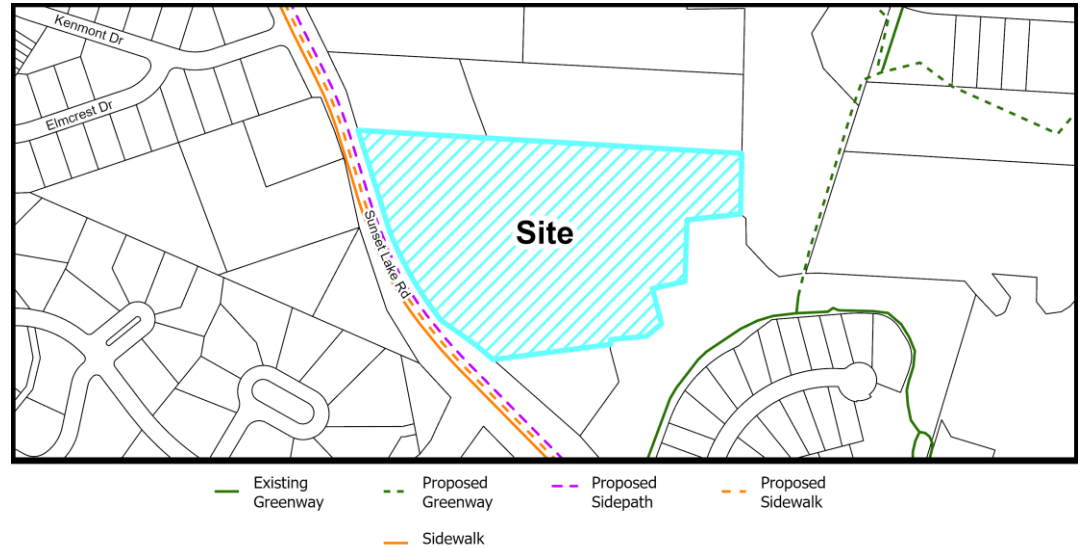 Kenmont Dr
Elmcrest Dr
Sunset Lake Rd
Site
Existing
Greenway
Proposed
Greenway
Proposed
Sidepath
Proposed
Sidewalk
Sidewalk